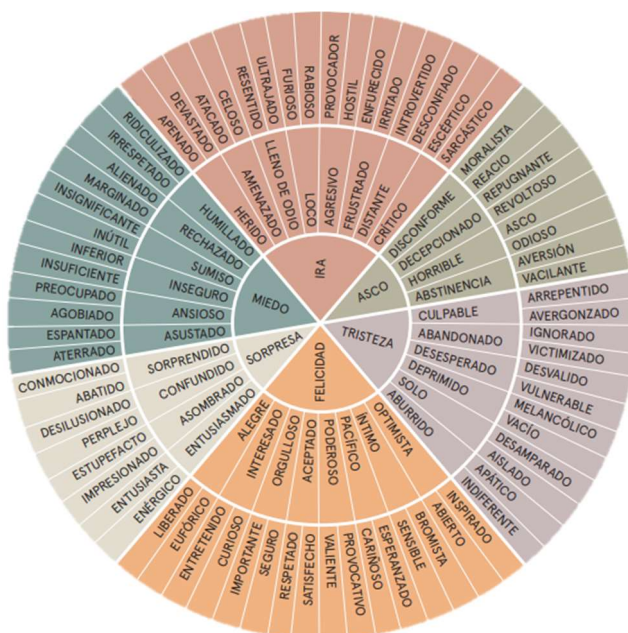 IRA
HERIDO
AMENAZADO
LLENO DE ODIO
LOCO
AGRESIVO
FRUSTRADO
DISTANTE
CRÍTICO
APENADO
DEVASTADO
ATACADO
CELOSO
RESENTIDO
ULTRAJADO
FURIOSO
RABIOSO
PROVOCADOR
HOSTIL
ENFURECIDO
IRRITADO
INTROVERTIDO
DESCONFIADO
ESCÉPTICO
SARCASTICO
ASCO
DISCONFORME
DECEPCIONADO
HORRIBLE
ABSTINENCIA
MORALISTA
REACIO
REPUGNANTE
REVOLTOSO
ASCO
ODIOSO
AVERSIÓN
VACILANTE
TRISTEZA
CULPABLE
ABANDONADO
DESESPERADO
DEPRIMIDO
SOLO
ABURRIDO
ARREPENTIDO
AVERGONZADO
IGNORADO
VICTIMIZADO
DESVALIDO
VULNERABLE
MELANCÓLICO
VACÍO
DESAMPARADO
AISLADO
APÁTICO
INDIFERENTE
FELICIDAD
OPTIMISTA
ÍNTIMO
PACÍFICO
PODEROSO
ACEPTADO
ORGULLOSO
INTERESADO
ALEGRE
INSPIRADO
ABIERTO
BROMISTA
SENSIBLE
ESPERANZADO
CARIÑOSO
PROVOCATIVO
VALIENTE
SATISFECHO
RESPETADO
SEGURO
IMPORTANTE
CURIOSO
ENTRETENIDO
EUFÓRICO
LIBERADO
SORPRESA
ENTUSIASMADO
ASOMBRADO
CONFUNDIDO
SORPRENDIDO
ENÉRGICO
ENTUSIASTA
IMPRESIONADO
ESTUPEFACTO
PERPLEJO
DESILUSIONADO
ABATIDO
CONMOCIONADO
MIEDO
ASUSTADO
ANSIOSO
INSEGURO
SUMISO
RECHAZADO
HUMILLADO
ATERRADO
ESPANTADO
AGOBIADO
PREOCUPADO
INSUFICIENTE
INFERIOR
INÚTIL
INSIGNIFICANTE
MARGINADO
ALIENADO
IRRESPETADO
RIDICULIZADO